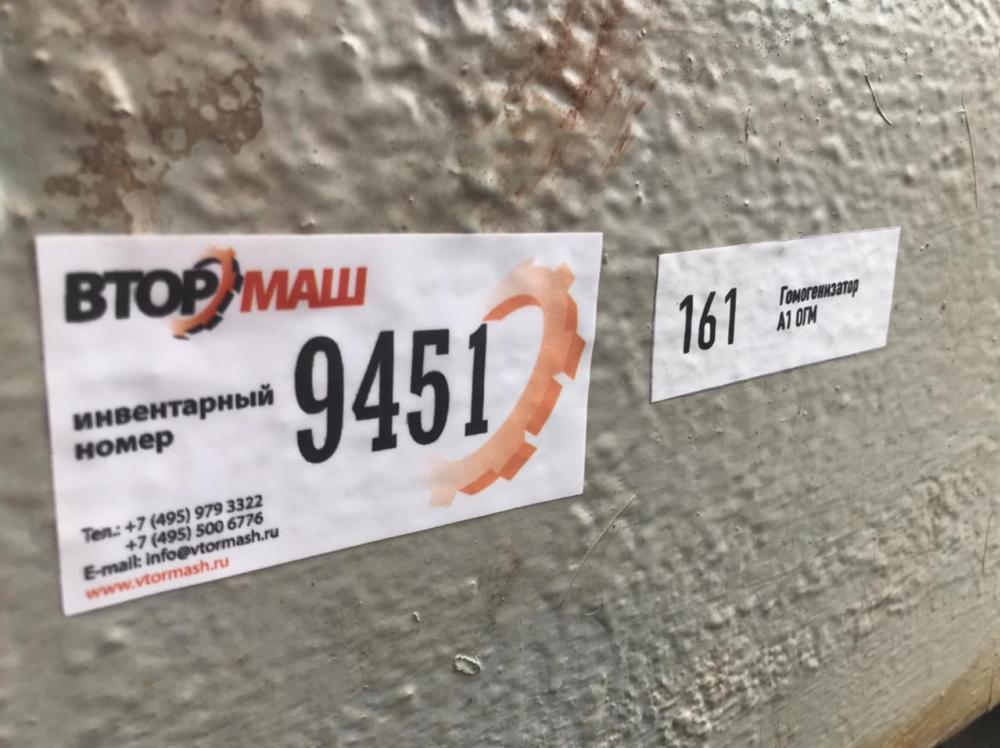 ВТОРМАШ
инвентарный
номер
9451
Тел.: +7 (495) 979 3322
+7 (495) 500 6776
E-mail: info@vtormash.ru
www.vtormash.ru
161
Гомогенизатор
А1 ОГМ